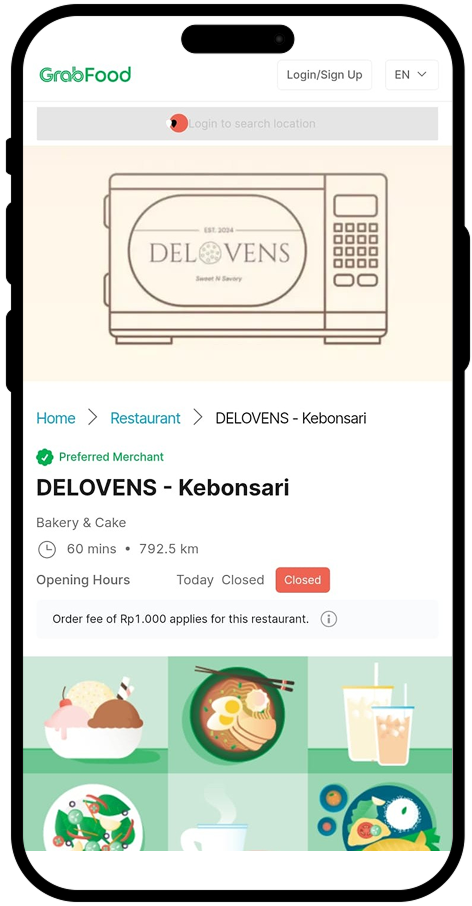 GrabFood
Login/Sign Up
EN
Login to search location
EST. 2024
DELOVENS
Sweet N Savory
Home > Restaurant > DELOVENS - Kebonsari
Preferred Merchant
DELOVENS - Kebonsari
Bakery & Cake
60 mins • 792.5 km
Opening Hours Today Closed Closed
Order fee of Rp1.000 applies for this restaurant.